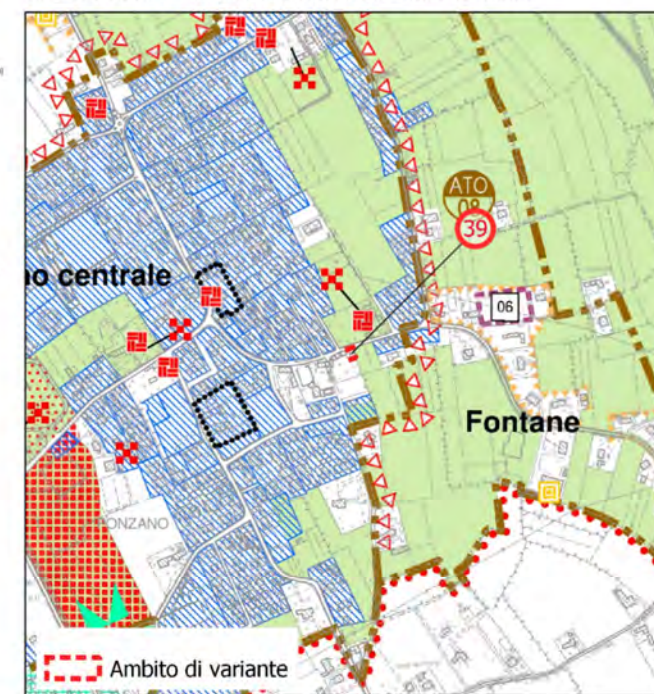 ATO
08
39
no centrale
06
Fontane
ONZANO
Ambito di variante